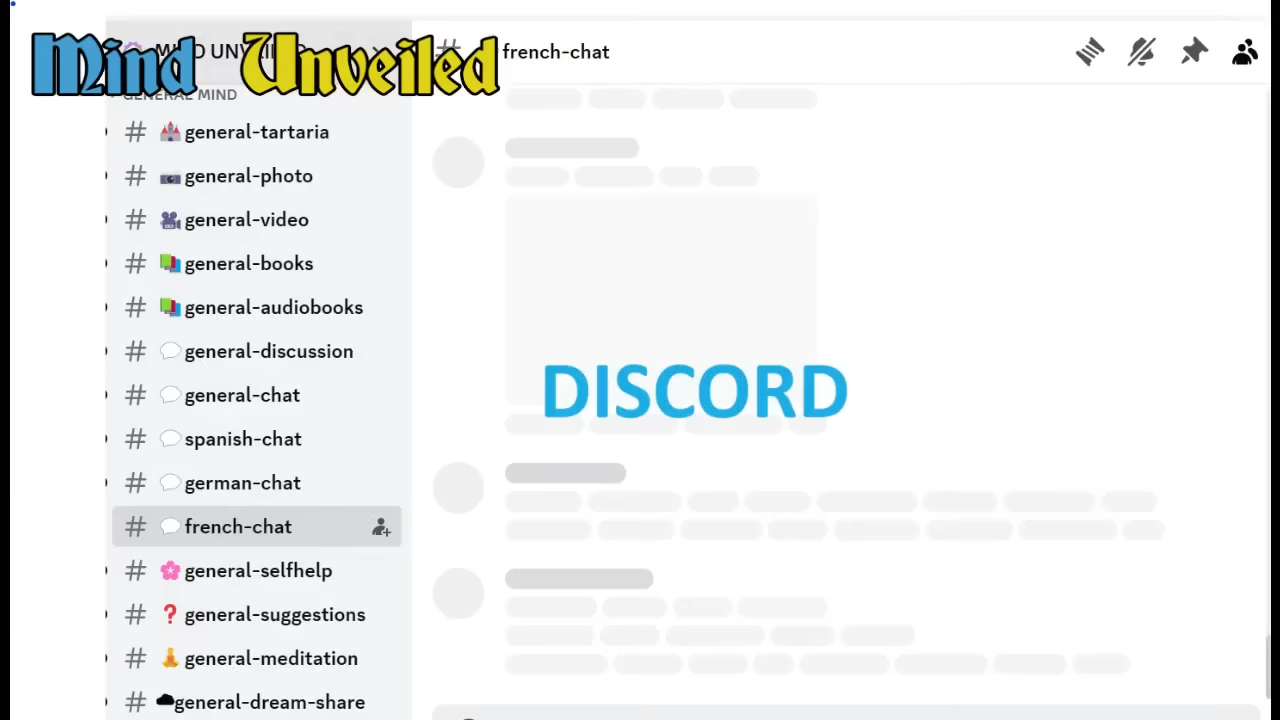 Mind Unveiled
french-chat
GENERAL MIND
general-tartaria
general-photo
general-video
general-books
general-audiobooks
general-discussion
general-chat
spanish-chat
german-chat
french-chat
general-selfhelp
general-suggestions
general-meditation
general-dream-share
DISCORD